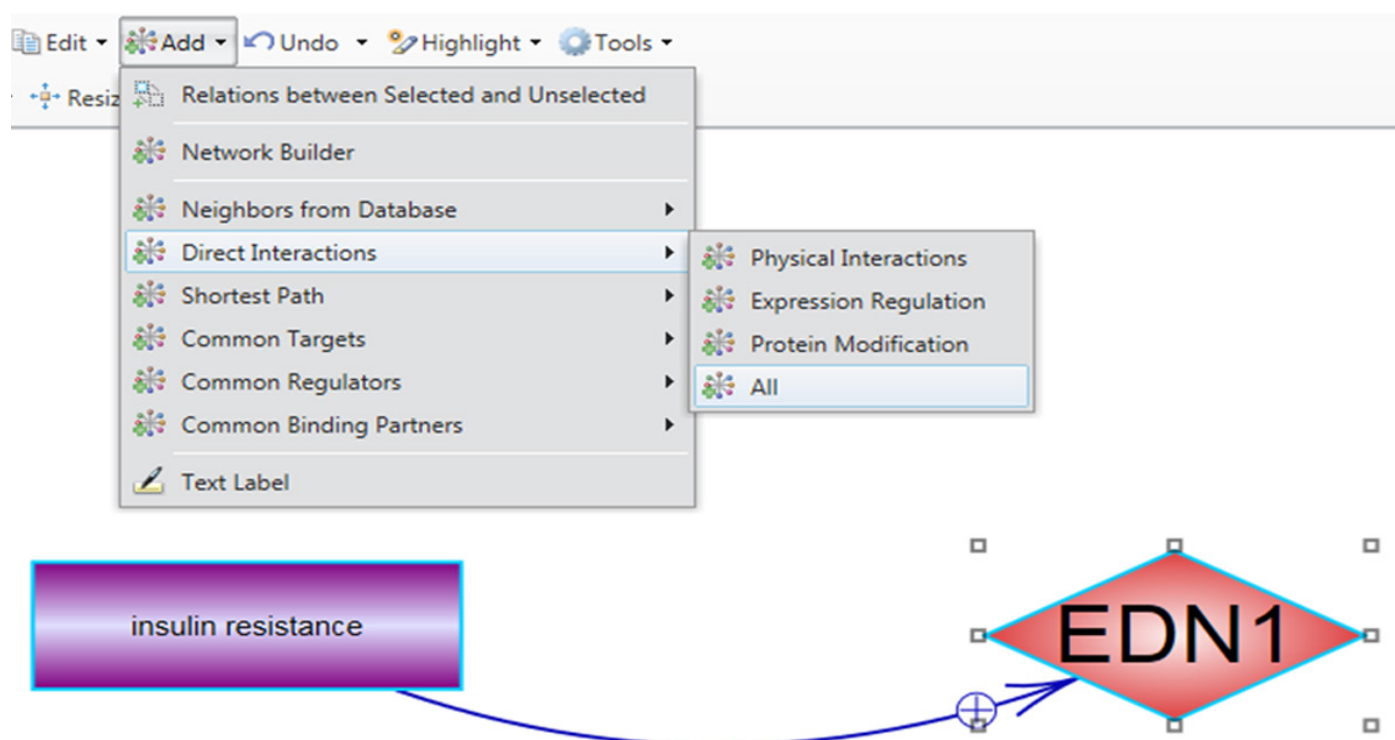 Edit Add Undo Highlight Tools
Resiz
Relations between Selected and Unselected
Network Builder
Neighbors from Database
Direct Interactions
Shortest Path
Common Targets
Common Regulators
Common Binding Partners
Text Label
Physical Interactions
Expression Regulation
Protein Modification
All
insulin resistance
EDN1